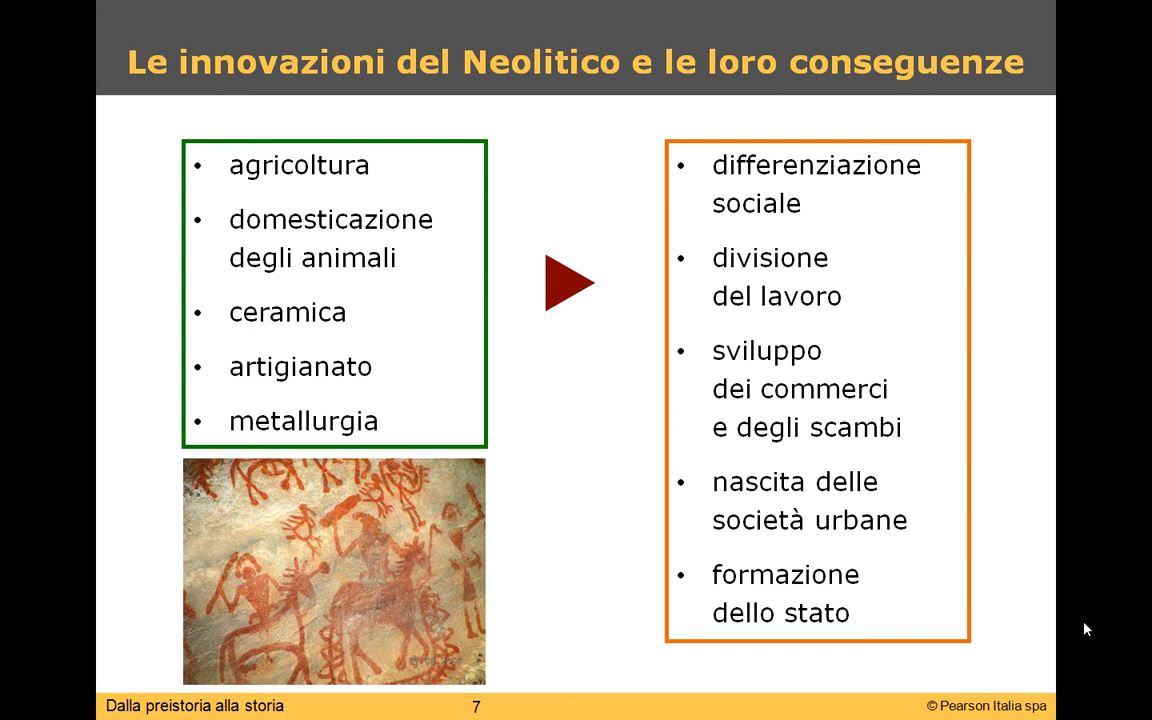 Le innovazioni del Neolitico e le loro conseguenze
• agricoltura
• domesticazione
degli animali
• ceramica
• artigianato
• metallurgia
• differenziazione
sociale
• divisione
del lavoro
• sviluppo
dei commerci
e degli scambi
• nascita delle
società urbane
• formazione
dello stato
Dalla preistoria alla storia
7
© Pearson Italia spa